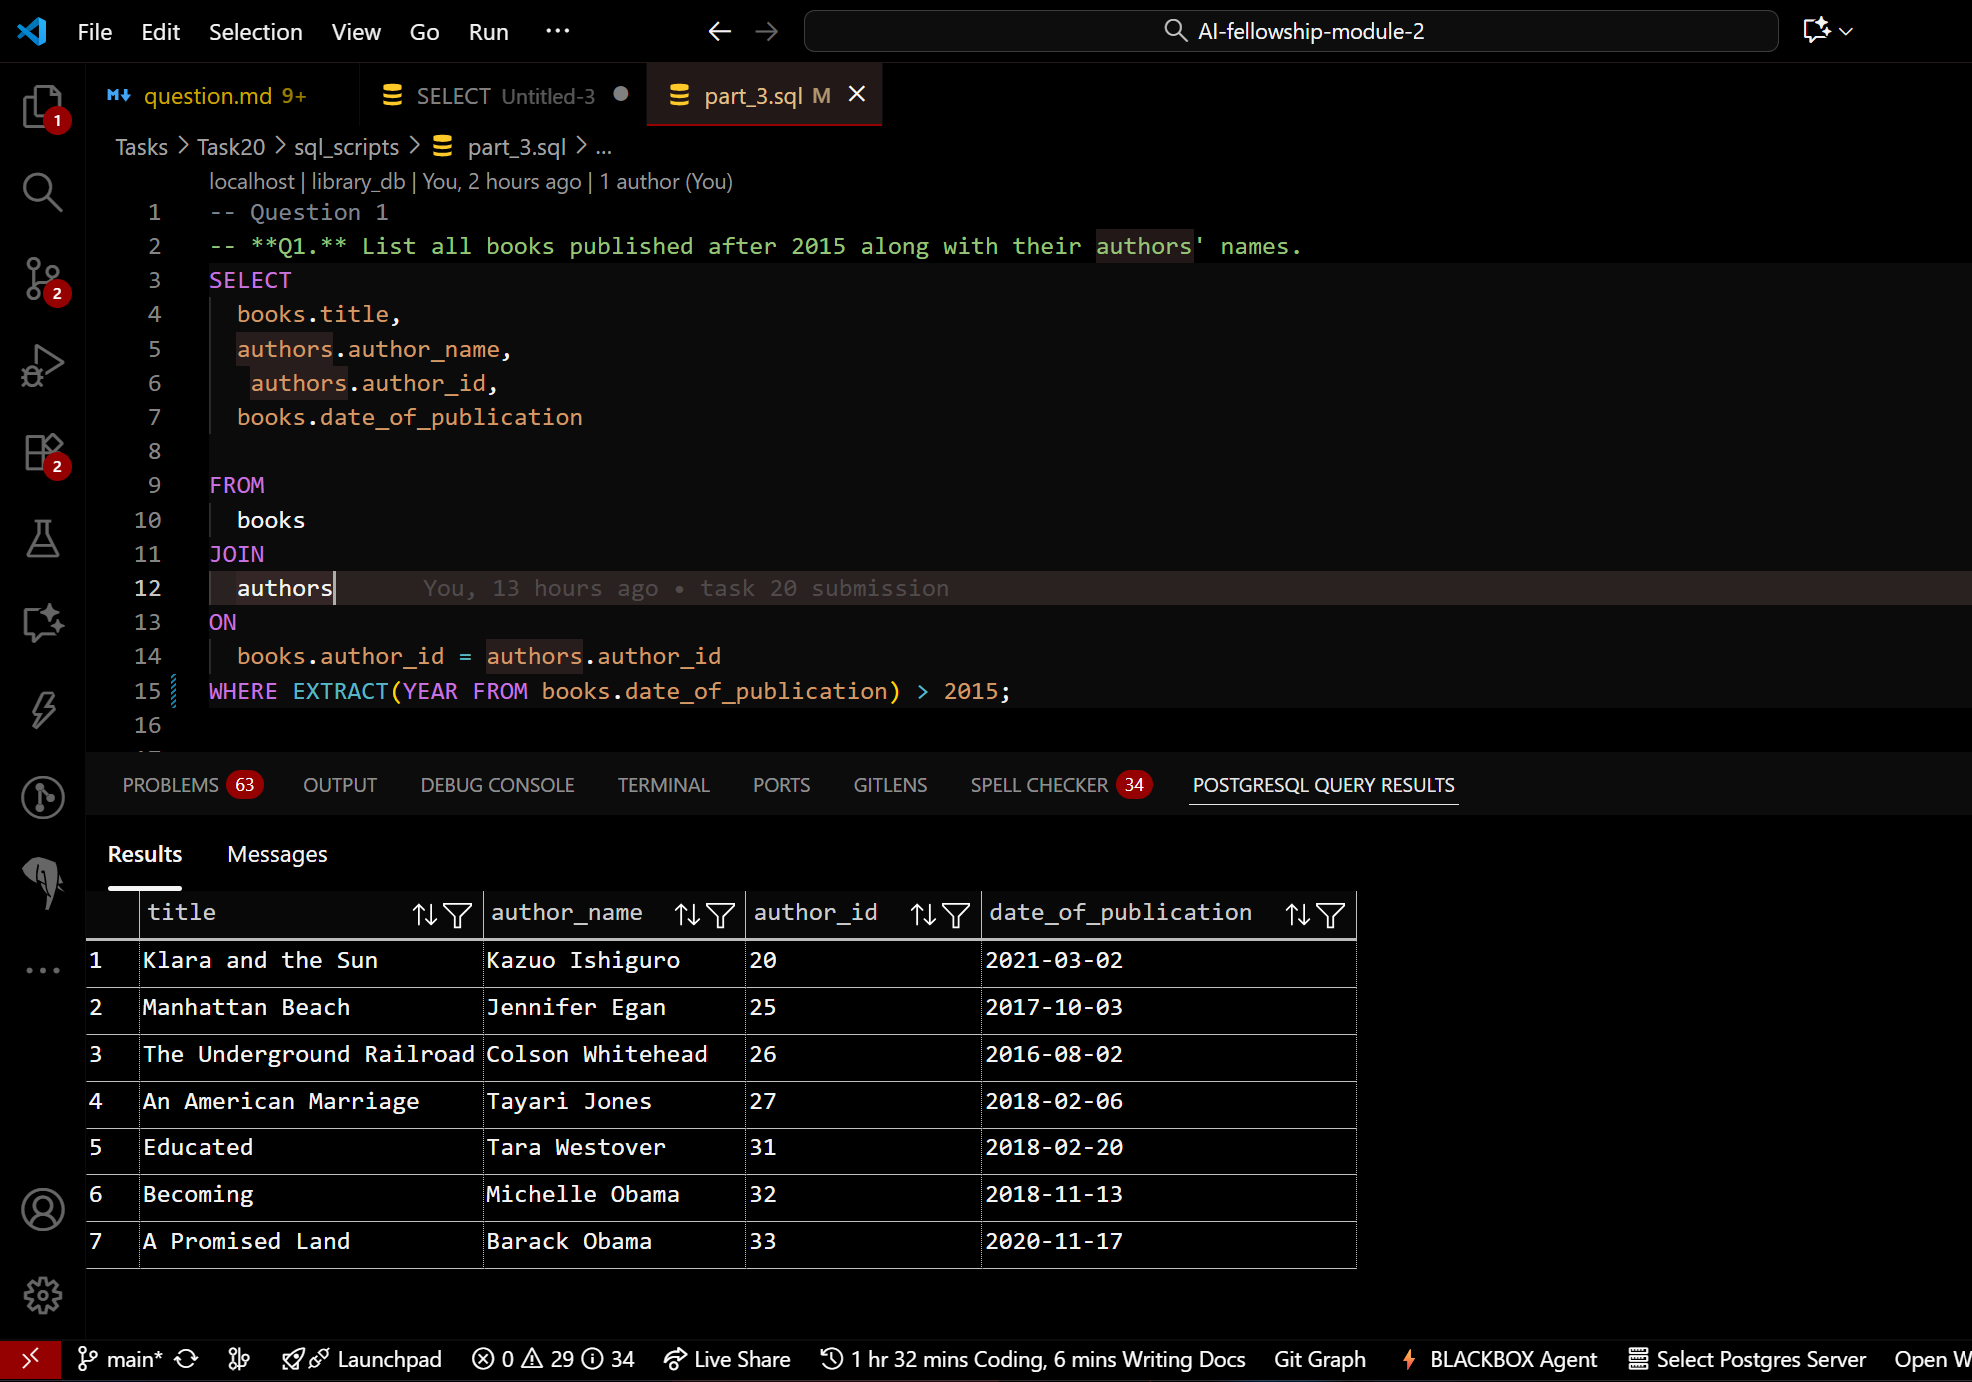 File Edit Selection View Go Run ... AI-fellowship-module-2
question.md 9+ SELECT Untitled-3 part_3.sql M
Tasks > Task20 > sql_scripts > part_3.sql > ...
localhost | library_db | You, 2 hours ago | 1 author (You)
1 -- Question 1
2 -- **Q1.** List all books published after 2015 along with their authors' names.
3 SELECT
4 books.title,
5 authors.author_name,
6 authors.author_id,
7 books.date_of_publication
8
9 FROM
10 books
11 JOIN
12 authors You, 13 hours ago • task 20 submission
13 ON
14 books.author_id = authors.author_id
15 WHERE EXTRACT(YEAR FROM books.date_of_publication) > 2015;
16
PROBLEMS 63 OUTPUT DEBUG CONSOLE TERMINAL PORTS GITLENS SPELL CHECKER 34 POSTGRESQL QUERY RESULTS
Results Messages
title author_name author_id date_of_publication
1 Klara and the Sun Kazuo Ishiguro 20 2021-03-02
2 Manhattan Beach Jennifer Egan 25 2017-10-03
3 The Underground Railroad Colson Whitehead 26 2016-08-02
4 An American Marriage Tayari Jones 27 2018-02-06
5 Educated Tara Westover 31 2018-02-20
6 Becoming Michelle Obama 32 2018-11-13
7 A Promised Land Barack Obama 33 2020-11-17
1
2
2
main* Launchpad 0 29 34 Live Share 1 hr 32 mins Coding, 6 mins Writing Docs Git Graph BLACKBOX Agent Select Postgres Server Open W